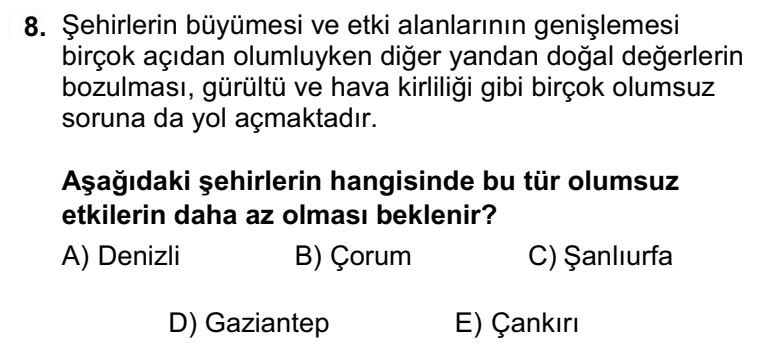 8. Şehirlerin büyümesi ve etki alanlarının genişlemesi
birçok açıdan olumluyken diğer yandan doğal değerlerin
bozulması, gürültü ve hava kirliliği gibi birçok olumsuz
soruna da yol açmaktadır.
Aşağıdaki şehirlerin hangisinde bu tür olumsuz
etkilerin daha az olması beklenir?
A) Denizli B) Çorum C) Şanlıurfa
D) Gaziantep E) Çankırı